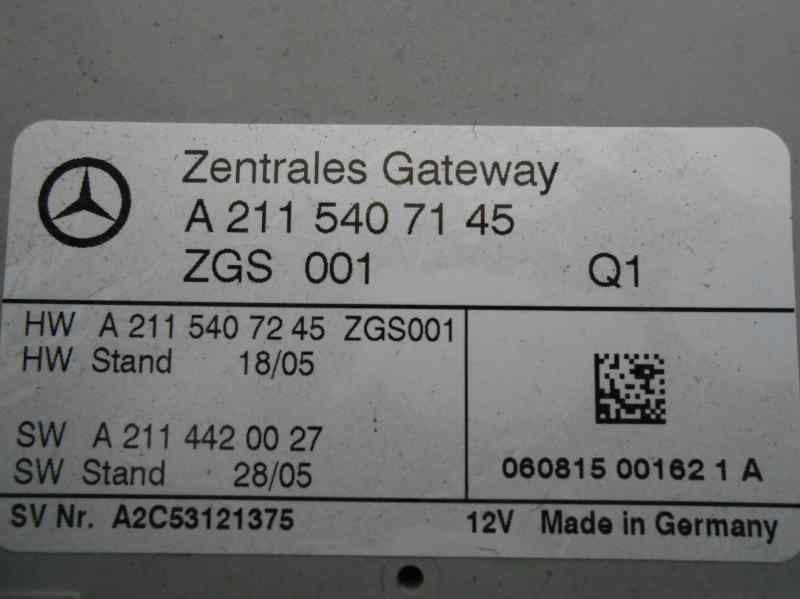 Zentrales Gateway
A 211 540 71 45
ZGS 001 Q1
HW A 211 540 72 45 ZGS001
HW Stand 18/05
SW A 211 442 00 27
SW Stand 28/05
060815 00162 1 A
SV Nr. A2C53121375 12V Made in Germany